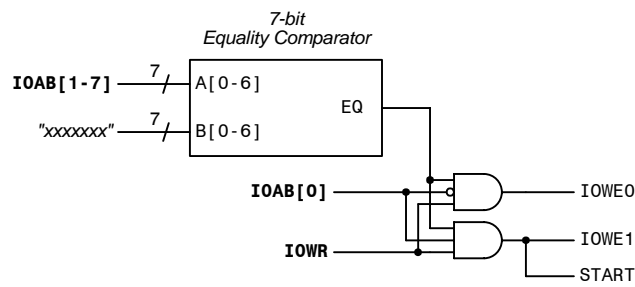 7-bit
Equality Comparator
IOAB[1-7]
7
A[0-6]
EQ
"xxxxxxx"
7
B[0-6]
IOAB[0]
IOWE0
IOWR
IOWE1
START